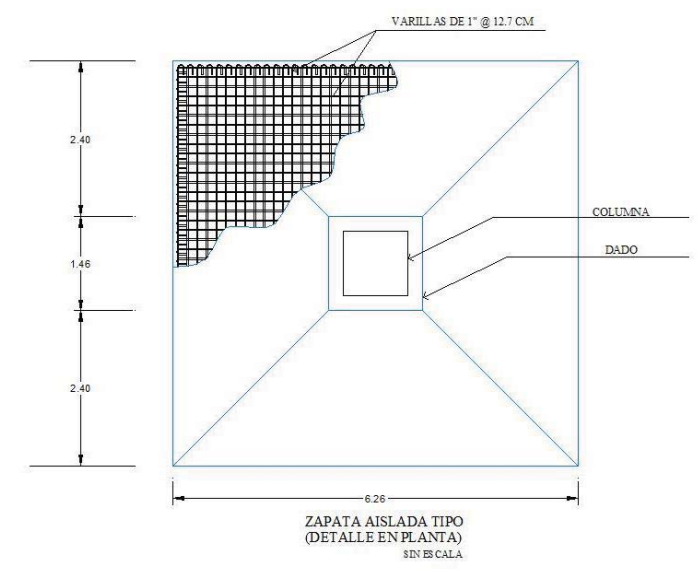 VARILLAS DE 1" @ 12.7 CM
2.40
COLUMNA
1.46
DADO
2.40
6.26
ZAPATA AISLADA TIPO
(DETALLE EN PLANTA)
SIN ESCALA